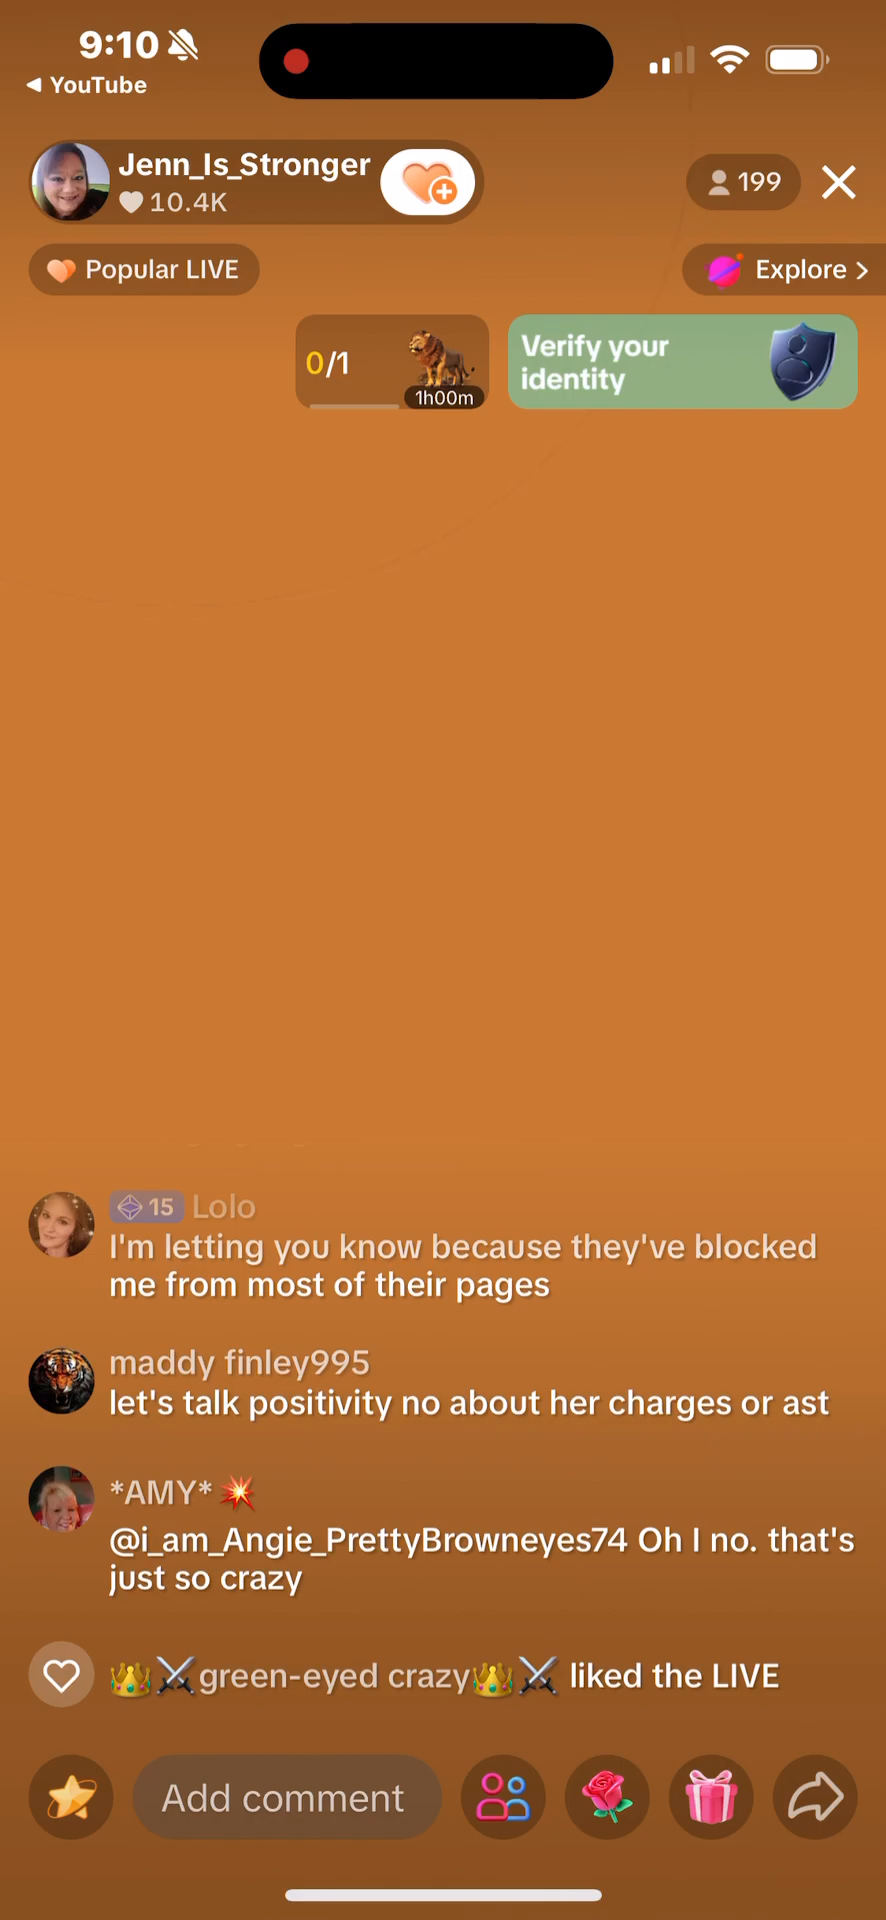 9:10
◀ YouTube
Jenn_Is_Stronger
10.4K
199
Popular LIVE
Explore >
0/1
1h00m
Verify your
identity
15 Lolo
I'm letting you know because they've blocked
me from most of their pages
maddy finley995
let's talk positivity no about her charges or ast
*AMY* 💥
@i_am_Angie_PrettyBrowneyes74 Oh I no. that's
just so crazy
👑⚔️green-eyed crazy👑⚔️ liked the LIVE
Add comment